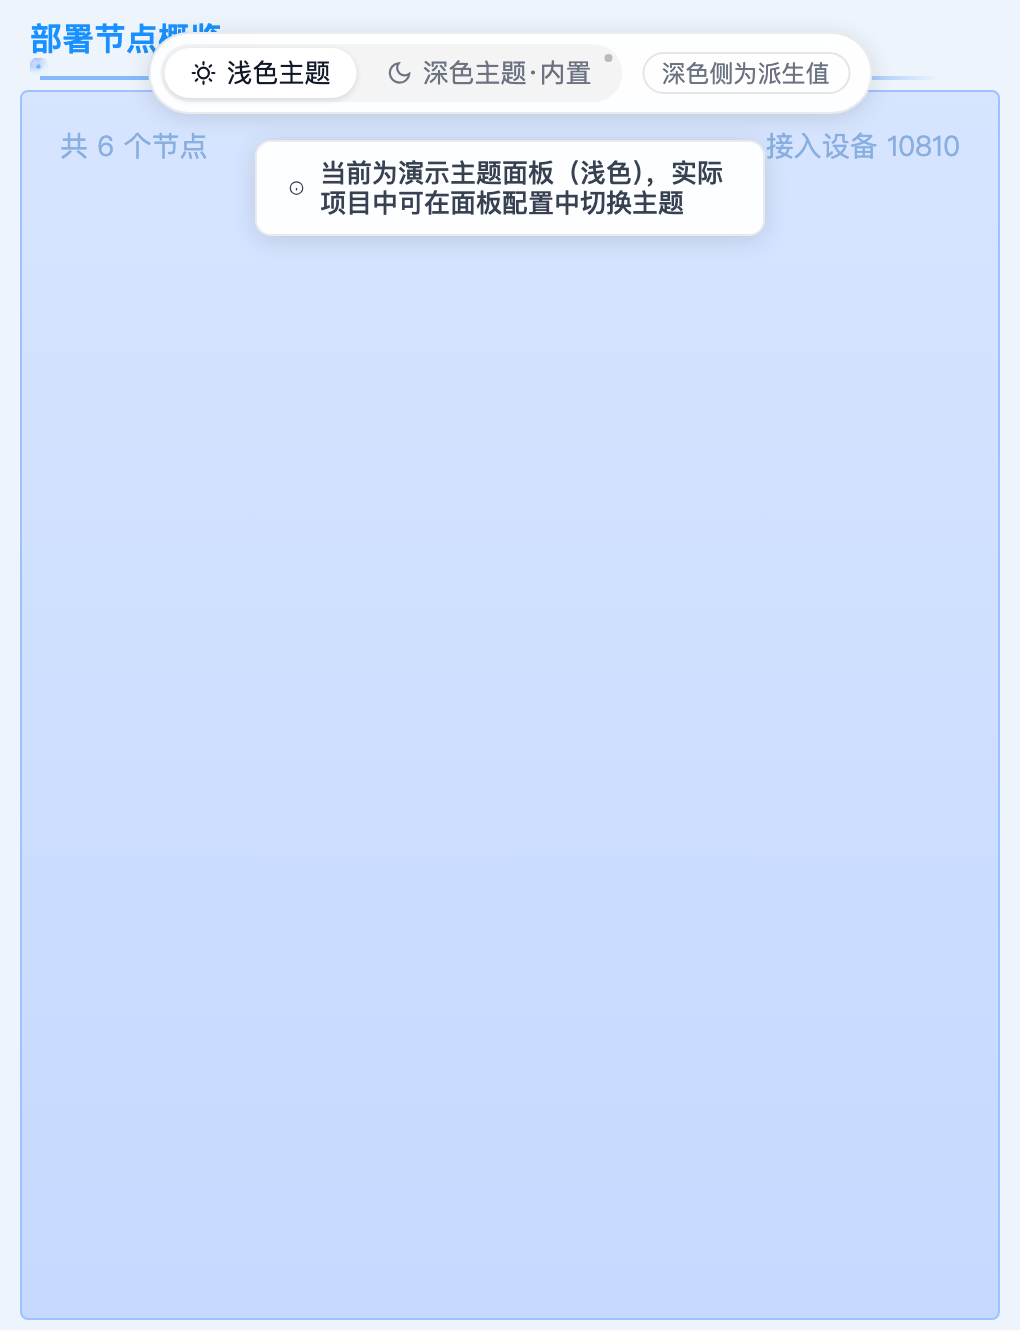 部署节点概览
浅色主题
深色主题·内置
深色侧为派生值
共 6 个节点
接入设备 10810
当前为演示主题面板（浅色），实际
项目中可在面板配置中切换主题